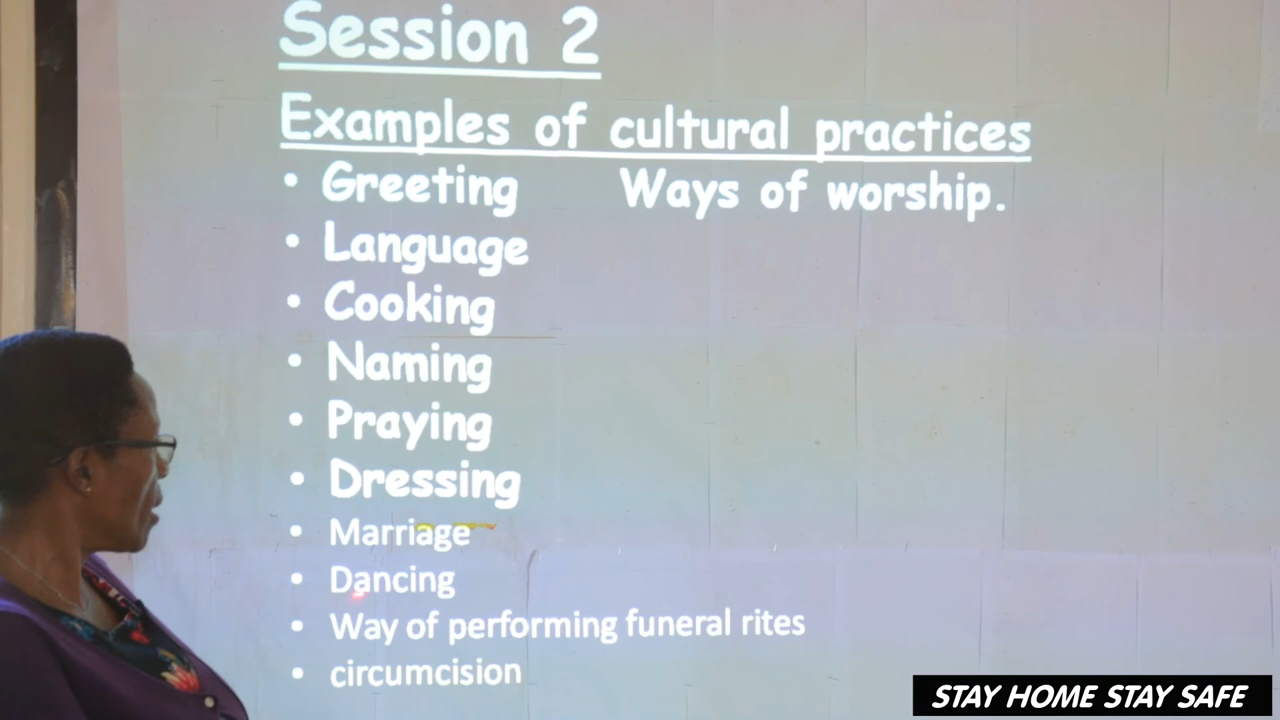 Session 2
Examples of cultural practices
• Greeting Ways of worship.
• Language
• Cooking
• Naming
• Praying
• Dressing
• Marriage
• Dancing
• Way of performing funeral rites
• circumcision
STAY HOME STAY SAFE